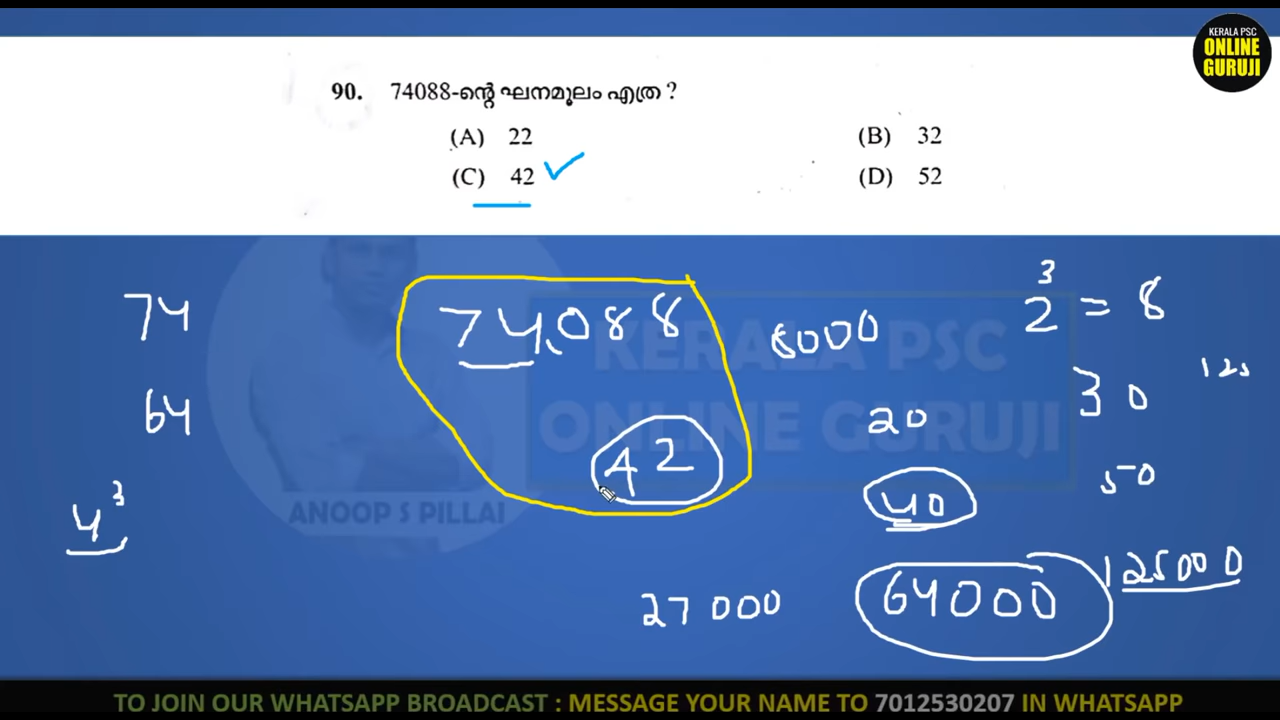 KERALA PSC
ONLINE
GURUJI
90. 74088-ന്റെ ഘനമൂലം എത്ര ?
(A) 22
(B) 32
(C) 42
(D) 52
74
74,088
8000
2³ = 8
64
30
125
20
42
4³
40
50
27000
64000
125000
KERALA PSC
ONLINE GURUJI
ANOOP S PILLAI
TO JOIN OUR WHATSAPP BROADCAST : MESSAGE YOUR NAME TO 7012530207 IN WHATSAPP